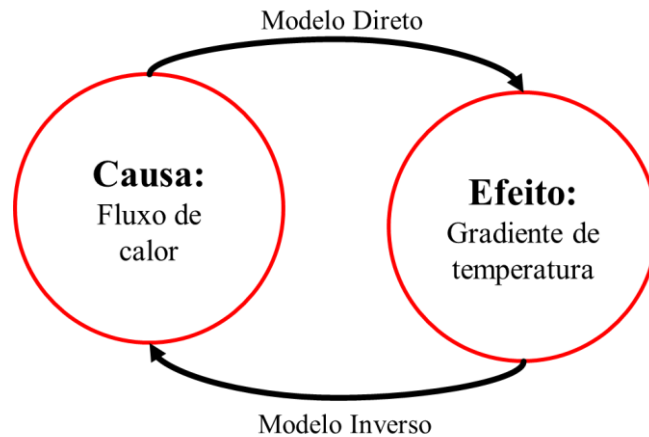 Modelo Direto
Causa:
Fluxo de
calor
Efeito:
Gradiente de
temperatura
Modelo Inverso